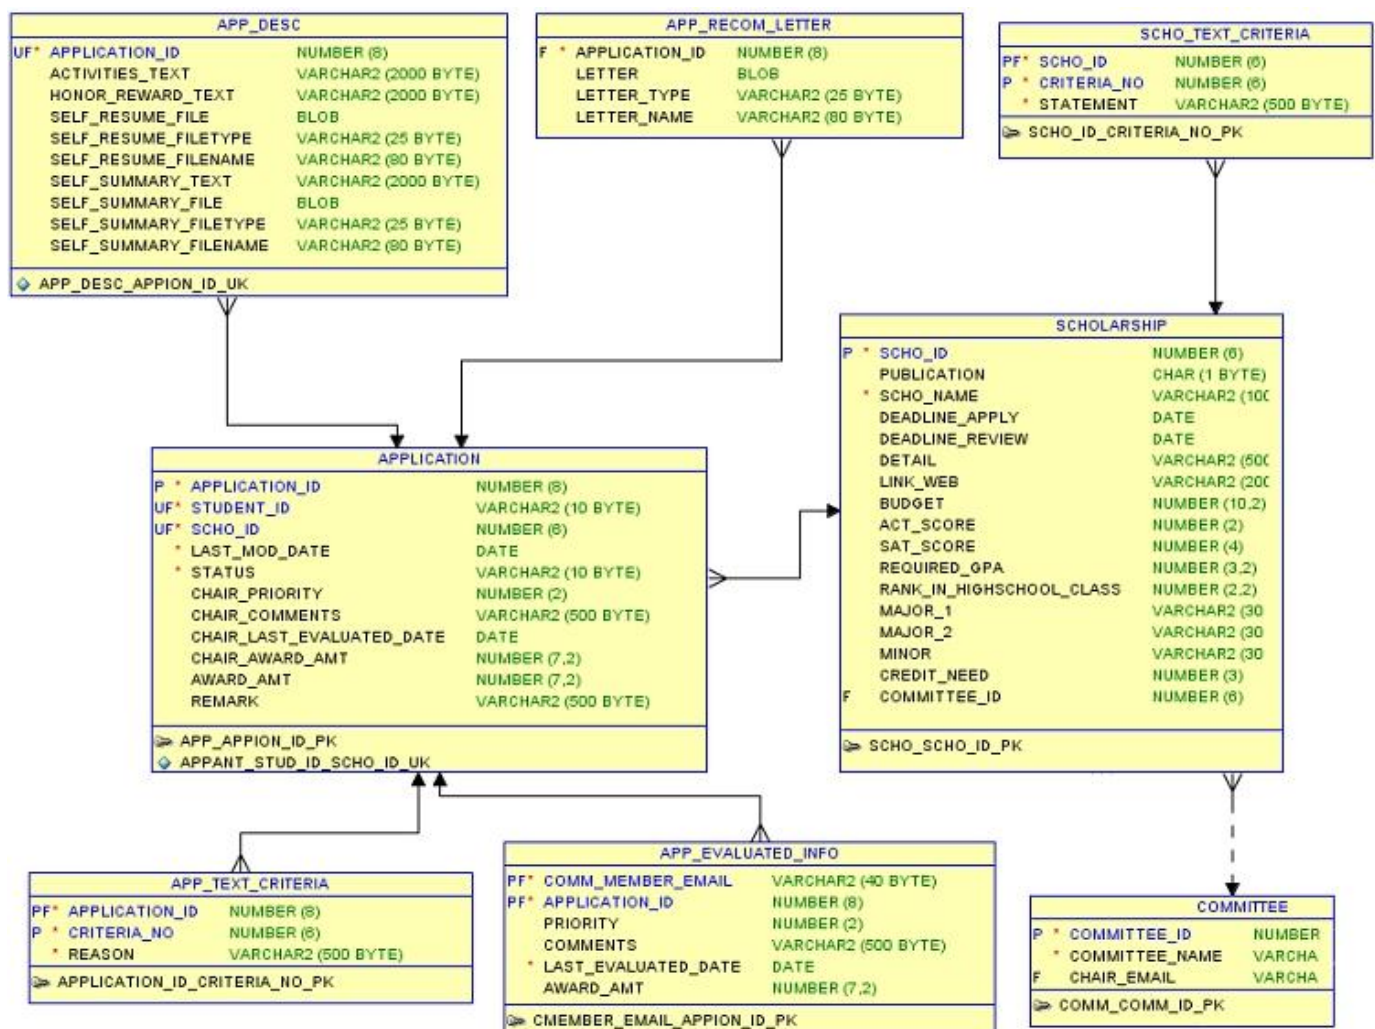 APP_DESC
UF* APPLICATION_ID NUMBER (8)
ACTIVITIES_TEXT VARCHAR2 (2000 BYTE)
HONOR_REWARD_TEXT VARCHAR2 (2000 BYTE)
SELF_RESUME_FILE BLOB
SELF_RESUME_FILETYPE VARCHAR2 (25 BYTE)
SELF_RESUME_FILENAME VARCHAR2 (80 BYTE)
SELF_SUMMARY_TEXT VARCHAR2 (2000 BYTE)
SELF_SUMMARY_FILE BLOB
SELF_SUMMARY_FILETYPE VARCHAR2 (25 BYTE)
SELF_SUMMARY_FILENAME VARCHAR2 (80 BYTE)
APP_DESC_APPION_ID_UK
APP_RECOM_LETTER
F * APPLICATION_ID NUMBER (8)
LETTER BLOB
LETTER_TYPE VARCHAR2 (25 BYTE)
LETTER_NAME VARCHAR2 (80 BYTE)
SCHO_TEXT_CRITERIA
PF* SCHO_ID NUMBER (6)
P * CRITERIA_NO NUMBER (6)
* STATEMENT VARCHAR2 (500 BYTE)
SCHO_ID_CRITERIA_NO_PK
SCHOLARSHIP
P * SCHO_ID NUMBER (6)
PUBLICATION CHAR (1 BYTE)
* SCHO_NAME VARCHAR2 (100
DEADLINE_APPLY DATE
DEADLINE_REVIEW DATE
DETAIL VARCHAR2 (500
LINK_WEB VARCHAR2 (200
BUDGET NUMBER (10,2)
ACT_SCORE NUMBER (2)
SAT_SCORE NUMBER (4)
REQUIRED_GPA NUMBER (3,2)
RANK_IN_HIGHSCHOOL_CLASS NUMBER (2,2)
MAJOR_1 VARCHAR2 (30
MAJOR_2 VARCHAR2 (30
MINOR VARCHAR2 (30
CREDIT_NEED NUMBER (3)
F COMMITTEE_ID NUMBER (6)
SCHO_SCHO_ID_PK
APPLICATION
P * APPLICATION_ID NUMBER (8)
UF* STUDENT_ID VARCHAR2 (10 BYTE)
UF* SCHO_ID NUMBER (6)
* LAST_MOD_DATE DATE
* STATUS VARCHAR2 (10 BYTE)
CHAIR_PRIORITY NUMBER (2)
CHAIR_COMMENTS VARCHAR2 (500 BYTE)
CHAIR_LAST_EVALUATED_DATE DATE
CHAIR_AWARD_AMT NUMBER (7,2)
AWARD_AMT NUMBER (7,2)
REMARK VARCHAR2 (500 BYTE)
APP_APPION_ID_PK
APPANT_STUD_ID_SCHO_ID_UK
APP_TEXT_CRITERIA
PF* APPLICATION_ID NUMBER (8)
P * CRITERIA_NO NUMBER (6)
* REASON VARCHAR2 (500 BYTE)
APPLICATION_ID_CRITERIA_NO_PK
APP_EVALUATED_INFO
PF* COMM_MEMBER_EMAIL VARCHAR2 (40 BYTE)
PF* APPLICATION_ID NUMBER (8)
PRIORITY NUMBER (2)
COMMENTS VARCHAR2 (500 BYTE)
* LAST_EVALUATED_DATE DATE
AWARD_AMT NUMBER (7,2)
CMEMBER_EMAIL_APPION_ID_PK
COMMITTEE
P * COMMITTEE_ID NUMBER
* COMMITTEE_NAME VARCHA
F CHAIR_EMAIL VARCHA
COMM_COMM_ID_PK